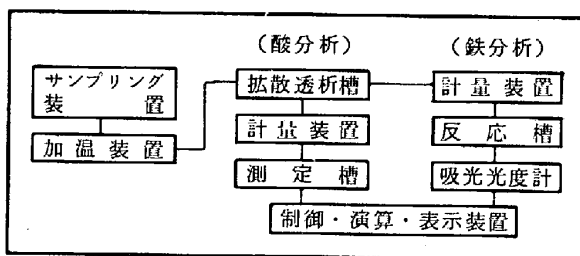 (酸分析)
(鉄分析)
サンプリング
装置
加温装置
拡散透析槽
計量装置
測定槽
計量装置
反応槽
吸光光度計
制御・演算・表示装置